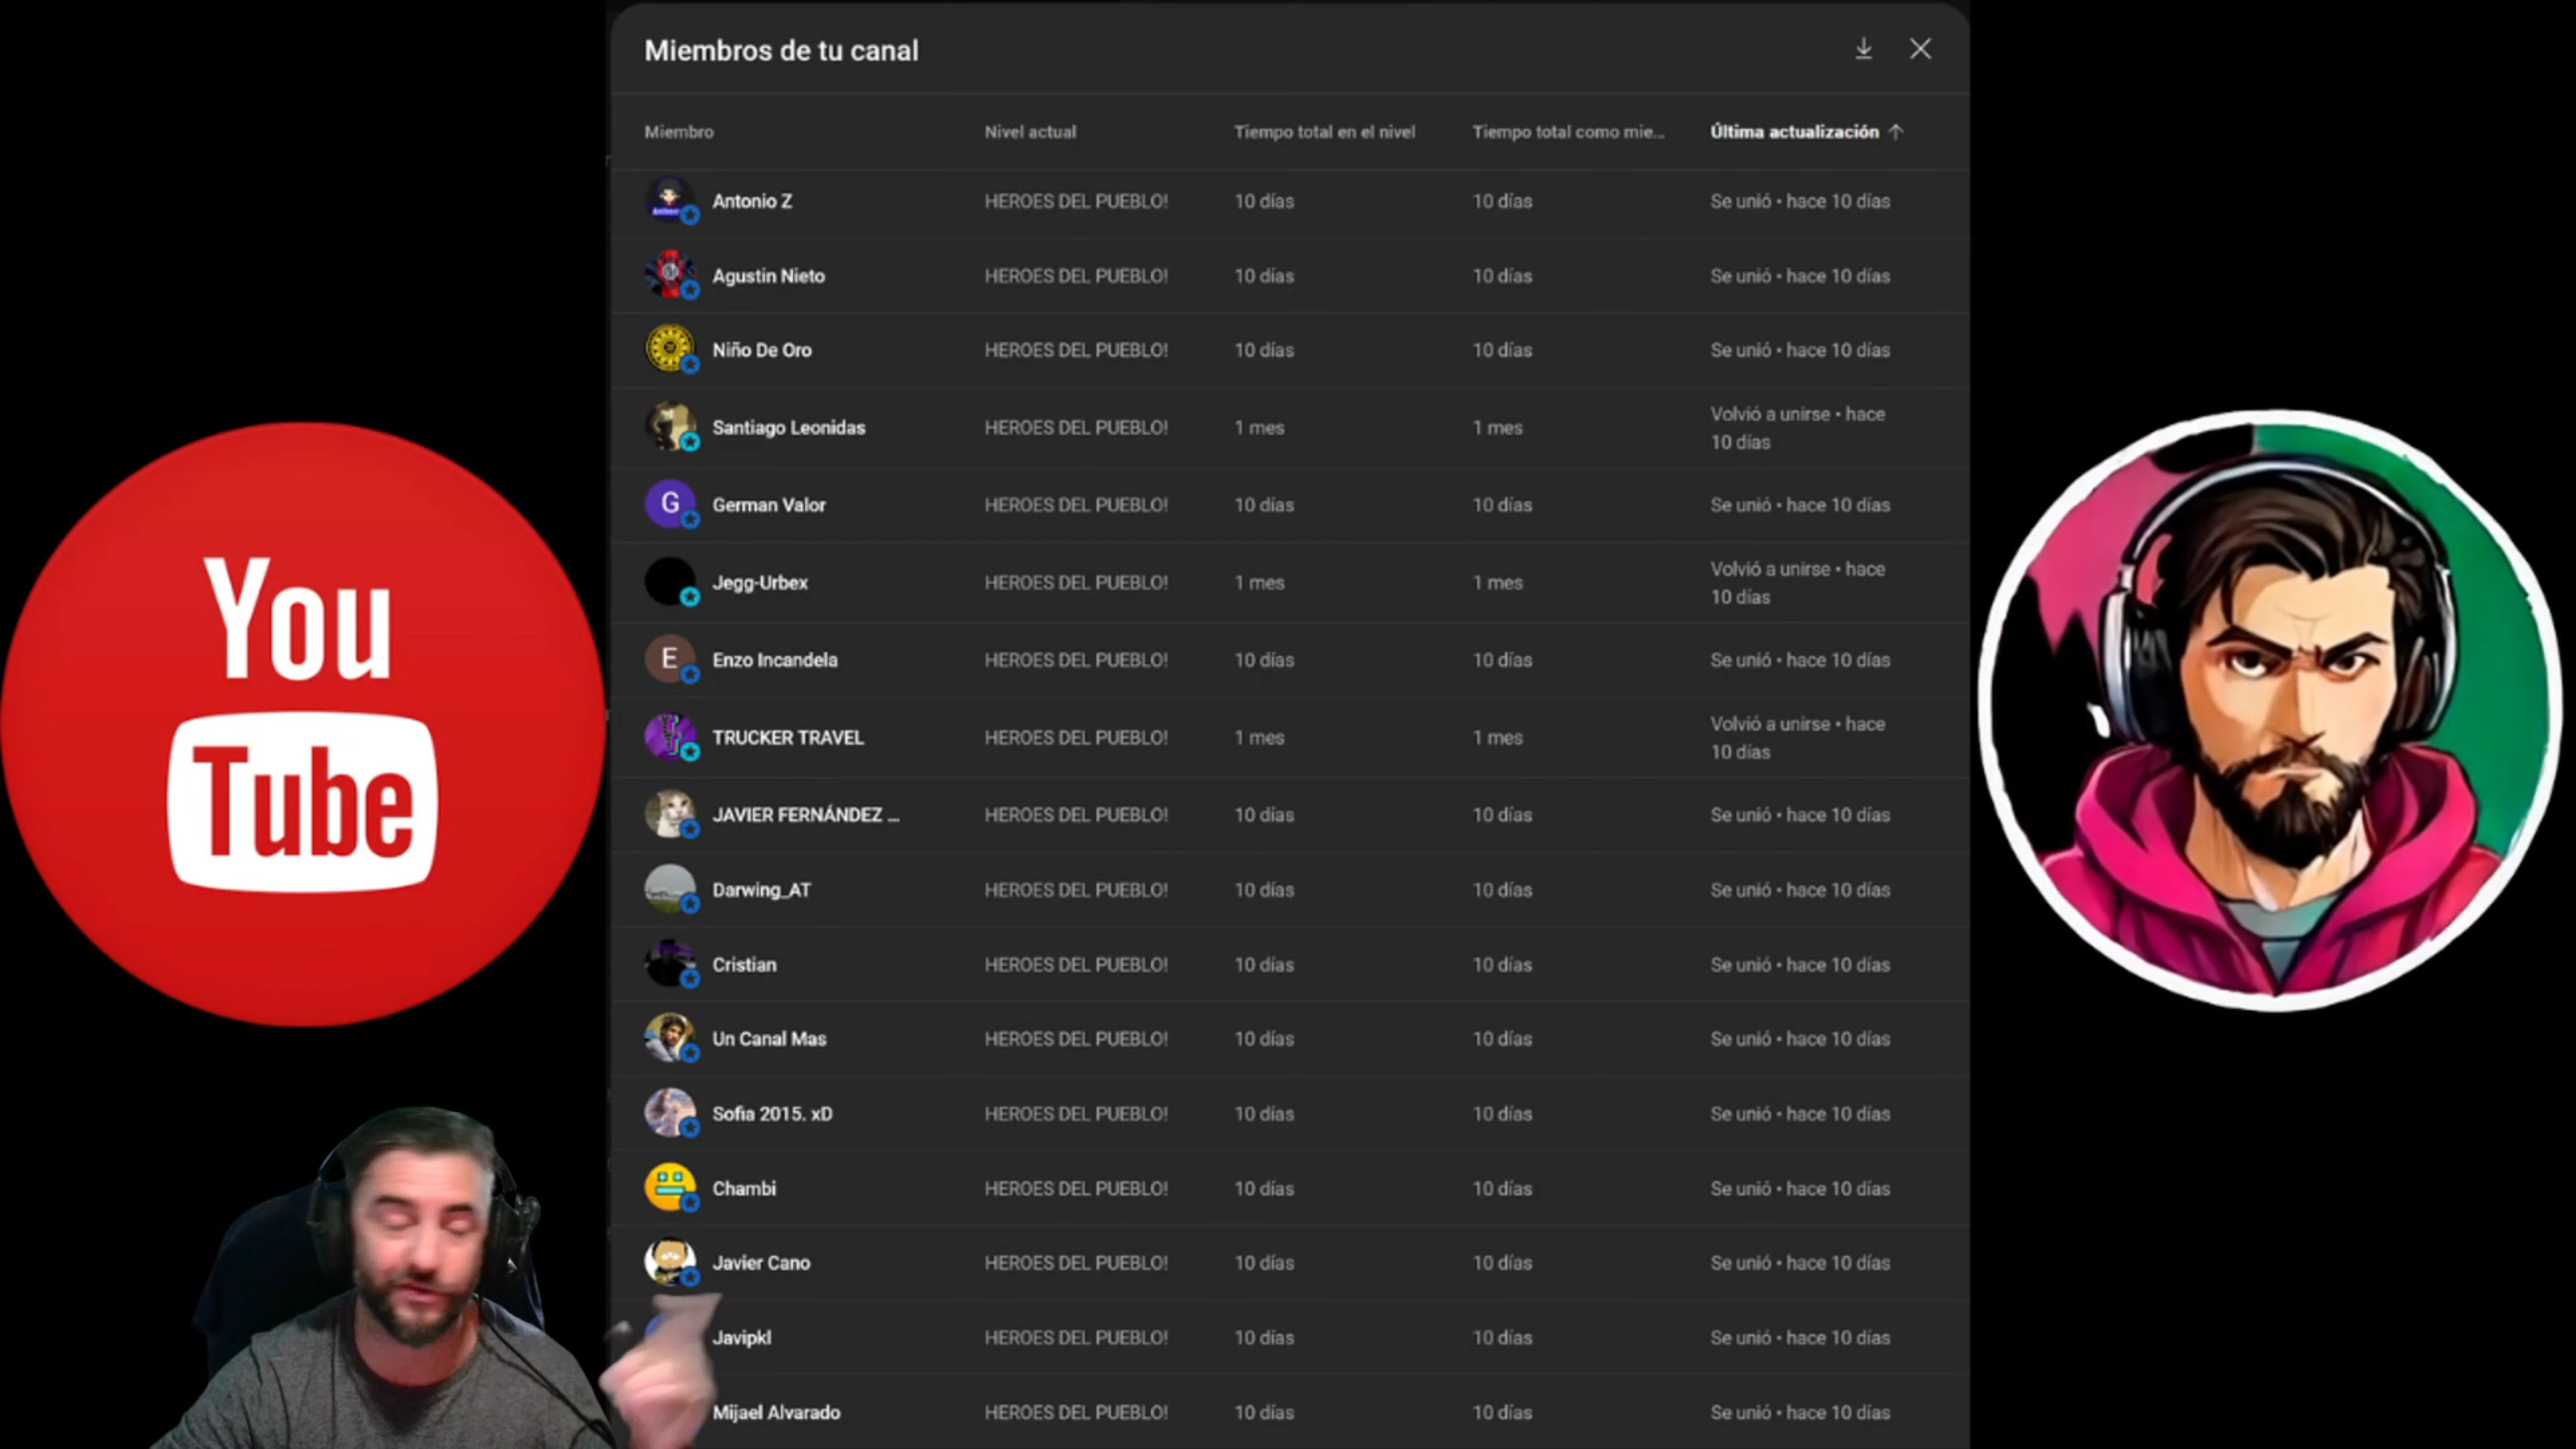 Miembros de tu canal
Miembro Nivel actual Tiempo total en el nivel Tiempo total como mie... Última actualización
Antonio Z HEROES DEL PUEBLO! 10 días 10 días Se unió • hace 10 días
Agustin Nieto HEROES DEL PUEBLO! 10 días 10 días Se unió • hace 10 días
Niño De Oro HEROES DEL PUEBLO! 10 días 10 días Se unió • hace 10 días
Santiago Leonidas HEROES DEL PUEBLO! 1 mes 1 mes Volvió a unirse • hace
10 días
G German Valor HEROES DEL PUEBLO! 10 días 10 días Se unió • hace 10 días
Jegg-Urbex HEROES DEL PUEBLO! 1 mes 1 mes Volvió a unirse • hace
10 días
E Enzo Incandela HEROES DEL PUEBLO! 10 días 10 días Se unió • hace 10 días
TRUCKER TRAVEL HEROES DEL PUEBLO! 1 mes 1 mes Volvió a unirse • hace
10 días
JAVIER FERNÁNDEZ ... HEROES DEL PUEBLO! 10 días 10 días Se unió • hace 10 días
Darwing_AT HEROES DEL PUEBLO! 10 días 10 días Se unió • hace 10 días
Cristian HEROES DEL PUEBLO! 10 días 10 días Se unió • hace 10 días
Un Canal Mas HEROES DEL PUEBLO! 10 días 10 días Se unió • hace 10 días
Sofia 2015. xD HEROES DEL PUEBLO! 10 días 10 días Se unió • hace 10 días
Chambi HEROES DEL PUEBLO! 10 días 10 días Se unió • hace 10 días
Javier Cano HEROES DEL PUEBLO! 10 días 10 días Se unió • hace 10 días
Javipkl HEROES DEL PUEBLO! 10 días 10 días Se unió • hace 10 días
Mijael Alvarado HEROES DEL PUEBLO! 10 días 10 días Se unió • hace 10 días
You
Tube